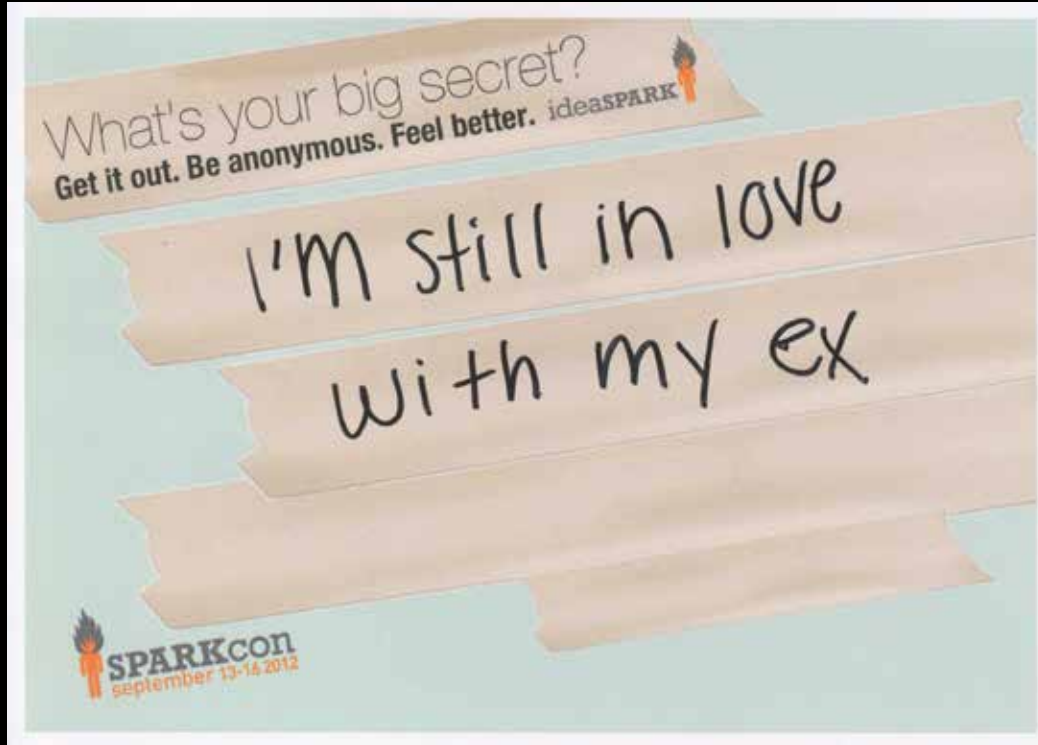 What's your big secret?
Get it out. Be anonymous. Feel better. ideaSPARK
I'm still in love
with my ex
SPARKcon
september 13-16 2012